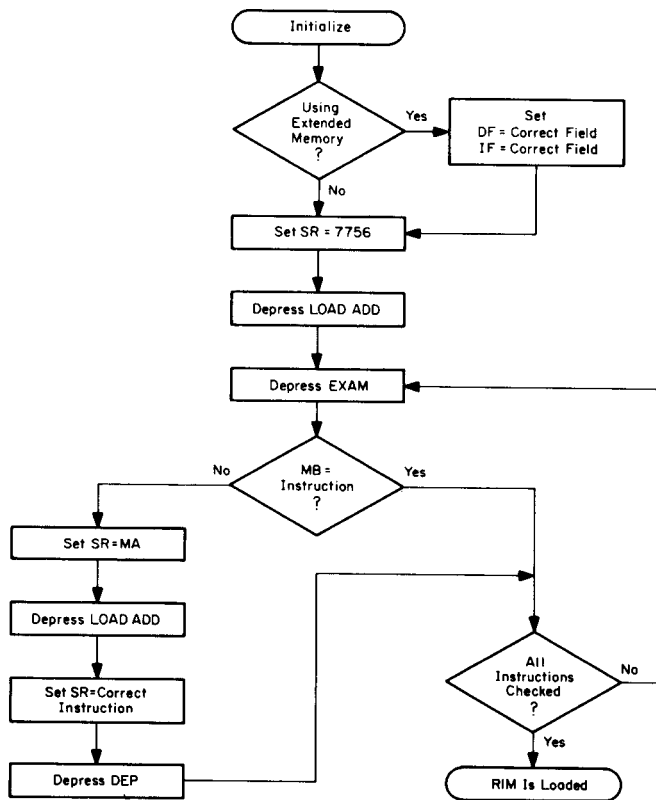 Initialize
Using
Extended
Memory
?
Yes
Set
DF = Correct Field
IF = Correct Field
No
Set SR = 7756
Depress LOAD ADD
Depress EXAM
No
MB =
Instruction
?
Yes
Set SR=MA
Depress LOAD ADD
Set SR=Correct
Instruction
Depress DEP
All
Instructions
Checked
?
No
Yes
RIM Is Loaded